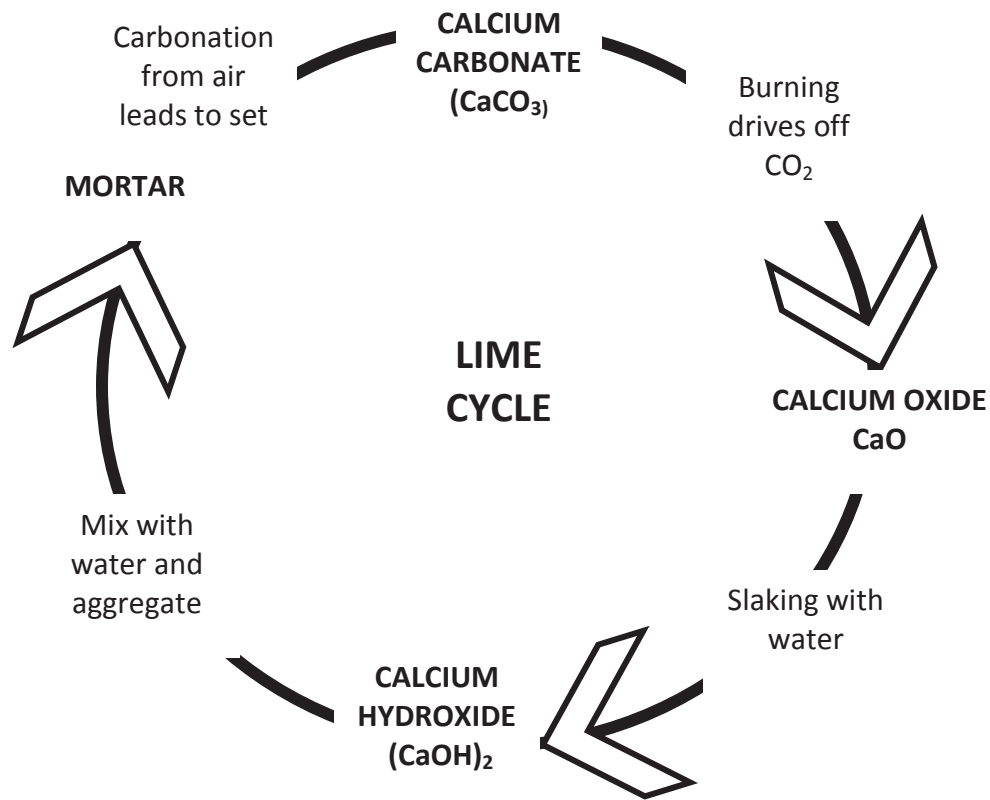 CALCIUM
CARBONATE
(CaCO₃₎
Burning
drives off
CO₂
CALCIUM OXIDE
CaO
Slaking with
water
CALCIUM
HYDROXIDE
(CaOH)₂
Mix with
water and
aggregate
MORTAR
Carbonation
from air
leads to set
LIME
CYCLE